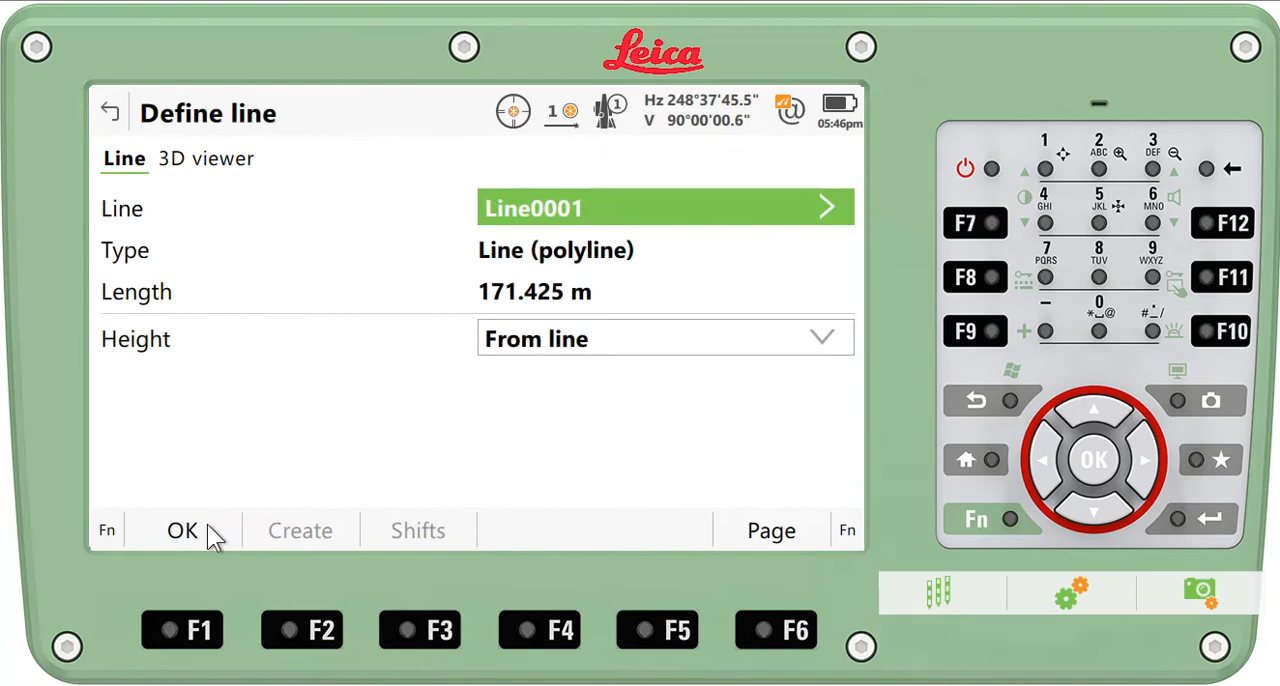 Leica
Define line
1
1
Hz 248°37'45.5"
V 90°00'00.6"
@
05:46pm
Line 3D viewer
Line Line0001
Type Line (polyline)
Length 171.425 m
Height From line
Fn OK Create Shifts Page Fn
F1 F2 F3 F4 F5 F6
1 2 3
ABC DEF
4 5 6
GHI JKL MNO
F7 F12
7 8 9
PQRS TUV WXYZ
F8 F11
- 0 .
*⎵@ #_/
F9 + F10
OK
Fn